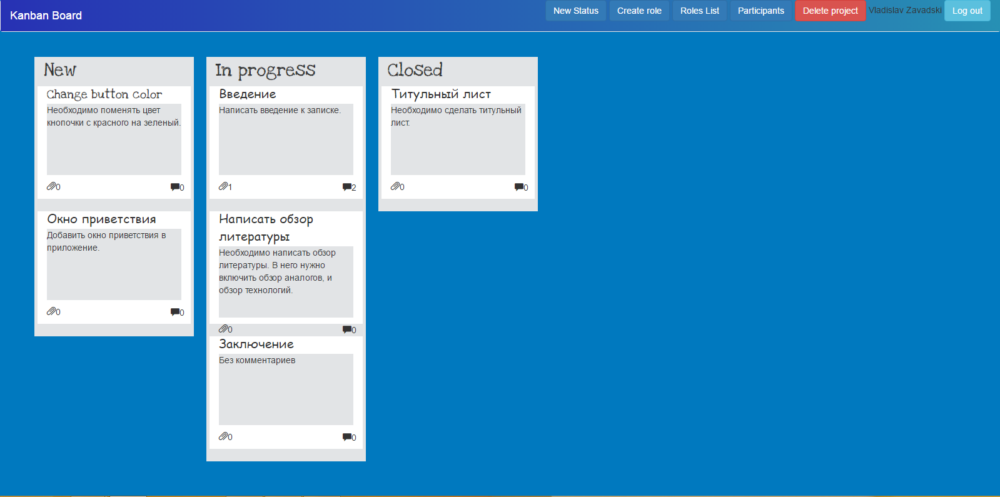 Kanban Board
New Status
Create role
Roles List
Participants
Delete project
Vladislav Zavadski
Log out
New
Change button color
Необходимо поменять цвет
кнопочки с красного на зеленый.
0
0
Окно приветствия
Добавить окно приветствия в
приложение.
0
0
In progress
Введение
Написать введение к записке.
1
2
Написать обзор
литературы
Необходимо написать обзор
литературы. В него нужно
включить обзор аналогов, и
обзор технологий.
0
0
Заключение
Без комментариев
0
0
Closed
Титульный лист
Необходимо сделать титульный
лист.
0
0